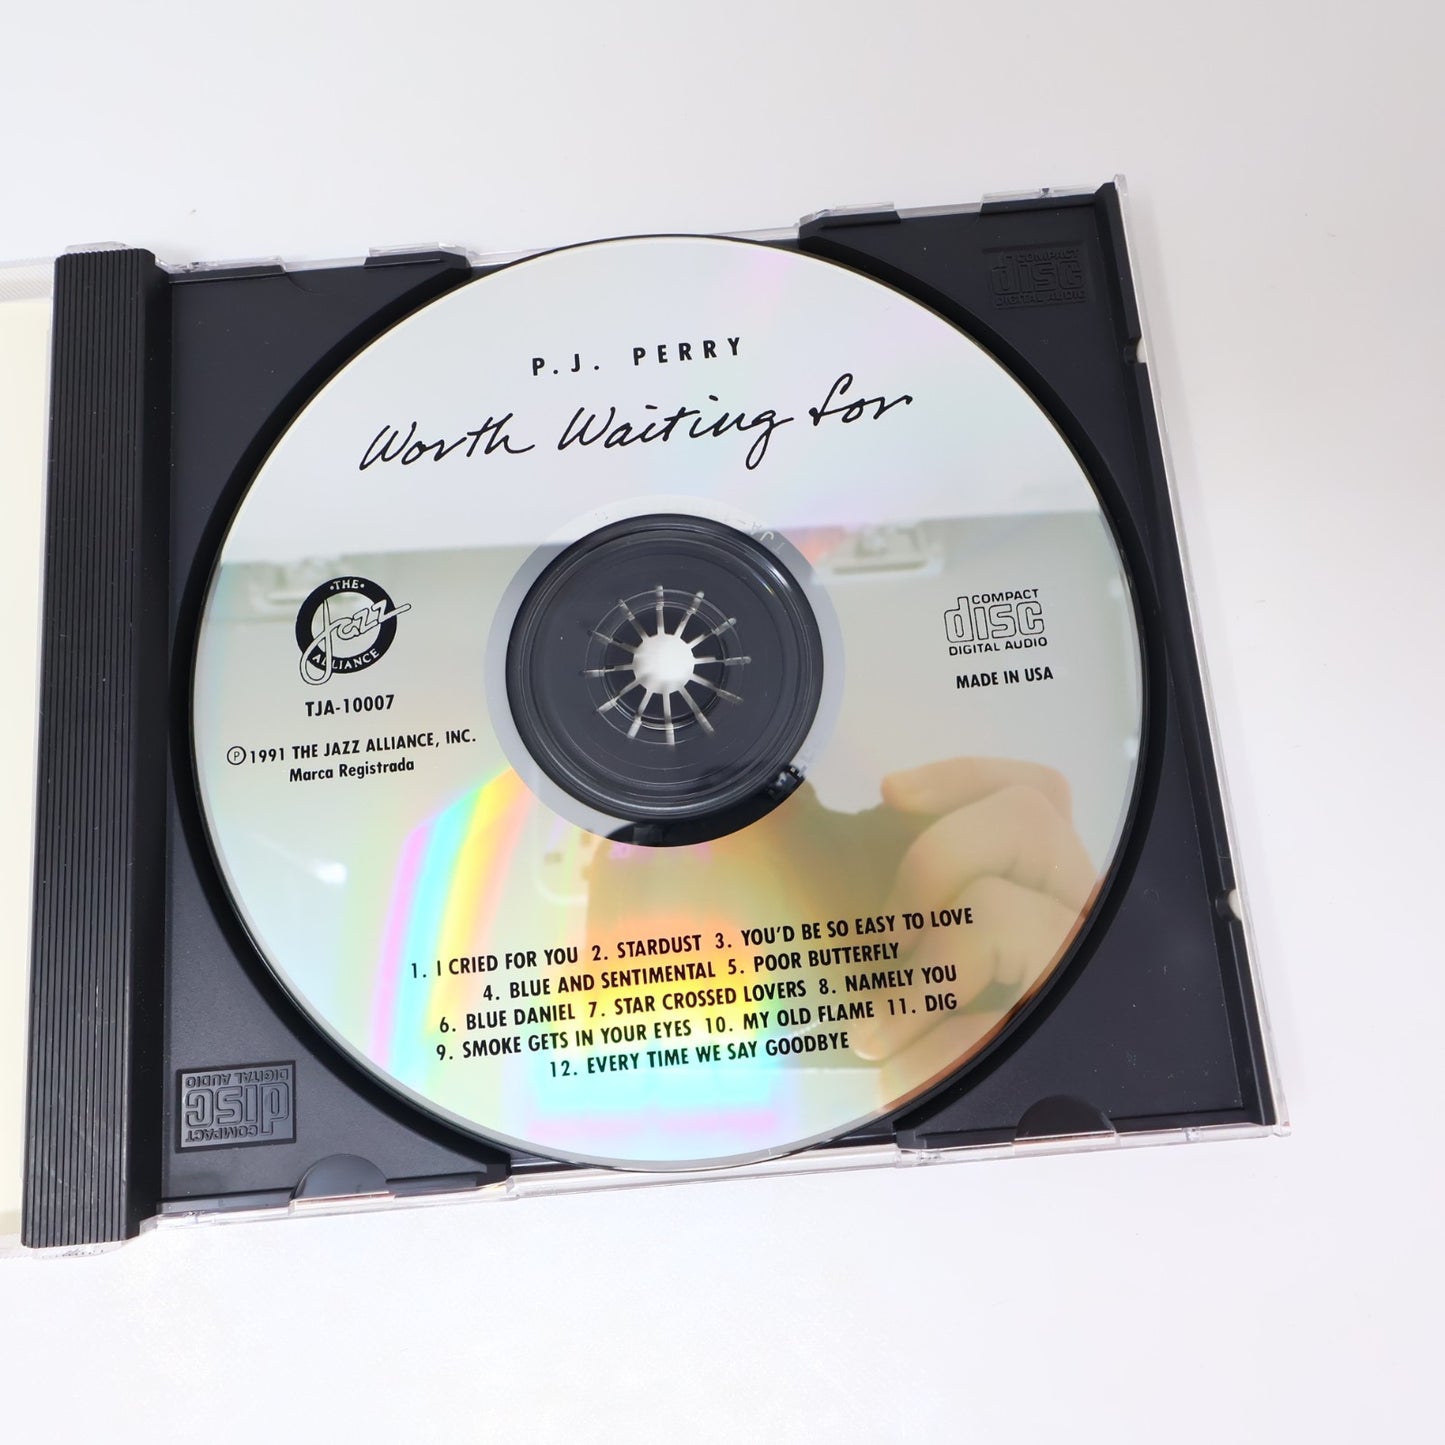 P.J. PERRY
Worth Waiting for
THE
Jazz
ALLIANCE
TJA-10007
Ⓟ 1991 THE JAZZ ALLIANCE, INC.
Marca Registrada
COMPACT
disc
DIGITAL AUDIO
MADE IN USA
1. I CRIED FOR YOU 2. STARDUST 3. YOU'D BE SO EASY TO LOVE
4. BLUE AND SENTIMENTAL 5. POOR BUTTERFLY
6. BLUE DANIEL 7. STAR CROSSED LOVERS 8. NAMELY YOU
9. SMOKE GETS IN YOUR EYES 10. MY OLD FLAME 11. DIG
12. EVERY TIME WE SAY GOODBYE
COMPACT
disc
DIGITAL AUDIO
COMPACT
disc
DIGITAL AUDIO